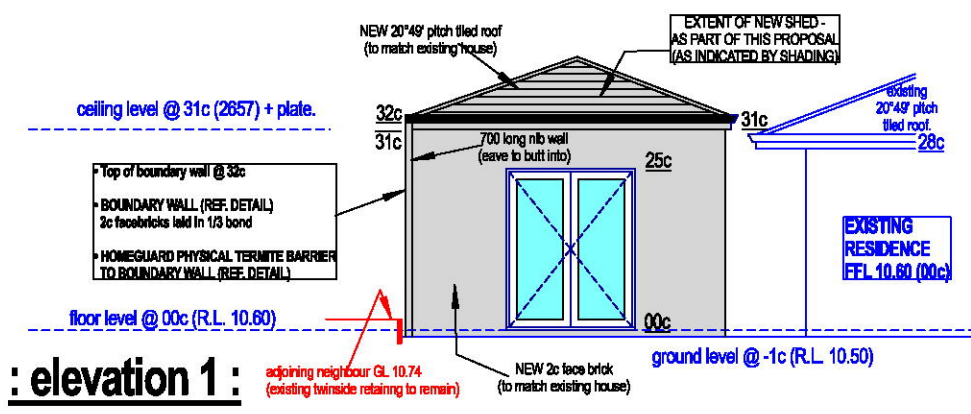 NEW 20°49' pitch tiled roof
(to match existing house)
EXTENT OF NEW SHED -
AS PART OF THIS PROPOSAL
(AS INDICATED BY SHADING)
ceiling level @ 31c (2657) + plate.
32c
31c
700 long nib wall
(eave to butt into)
31c
existing
20°49' pitch
tiled roof.
28c
25c
• Top of boundary wall @ 32c
• BOUNDARY WALL (REF. DETAIL)
2c facebricks laid in 1/3 bond
• HOMEGUARD PHYSICAL TERMITE BARRIER
TO BOUNDARY WALL (REF. DETAIL)
EXISTING
RESIDENCE
FFL 10.60 (00c)
floor level @ 00c (R.L. 10.60)
00c
ground level @ -1c (R.L. 10.50)
: elevation 1 :
adjoining neighbour GL 10.74
(existing twinside retainng to remain)
NEW 2c face brick
(to match existing house)